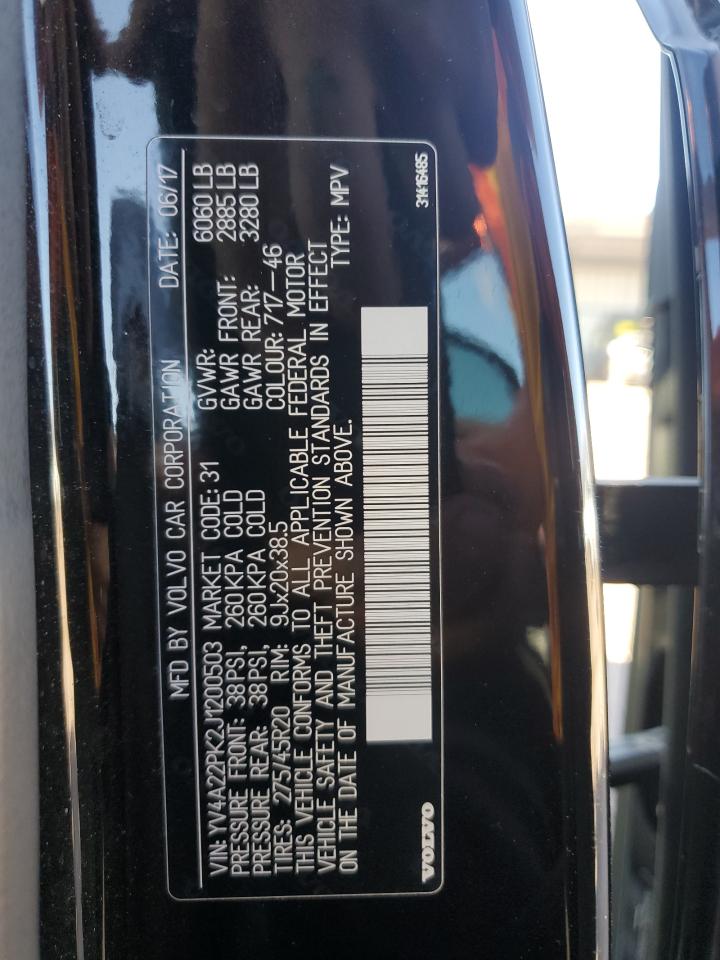 MFD BY VOLVO CAR CORPORATION DATE: 06/17
VIN: YV4A22PK2J1200503 MARKET CODE: 31 GVWR: 6060 LB
PRESSURE FRONT: 38PSI, 260KPA COLD GAWR FRONT: 2885 LB
PRESSURE REAR: 38PSI, 260KPA COLD GAWR REAR: 3280 LB
TIRES: 275/45R20 RIM: 9Jx20x38.5 COLOUR: 717-46
THIS VEHICLE CONFORMS TO ALL APPLICABLE FEDERAL MOTOR
VEHICLE SAFETY AND THEFT PREVENTION STANDARDS IN EFFECT
ON THE DATE OF MANUFACTURE SHOWN ABOVE. TYPE: MPV
VOLVO 31416485